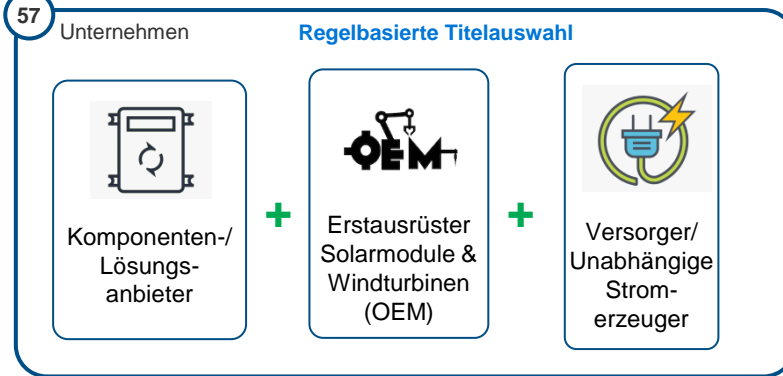 57
Unternehmen
Regelbasierte Titelauswahl
Komponenten-/
Lösungs-
anbieter
+
OEM
Erstausrüster
Solarmodule &
Windturbinen
(OEM)
+
Versorger/
Unabhängige
Strom-
erzeuger